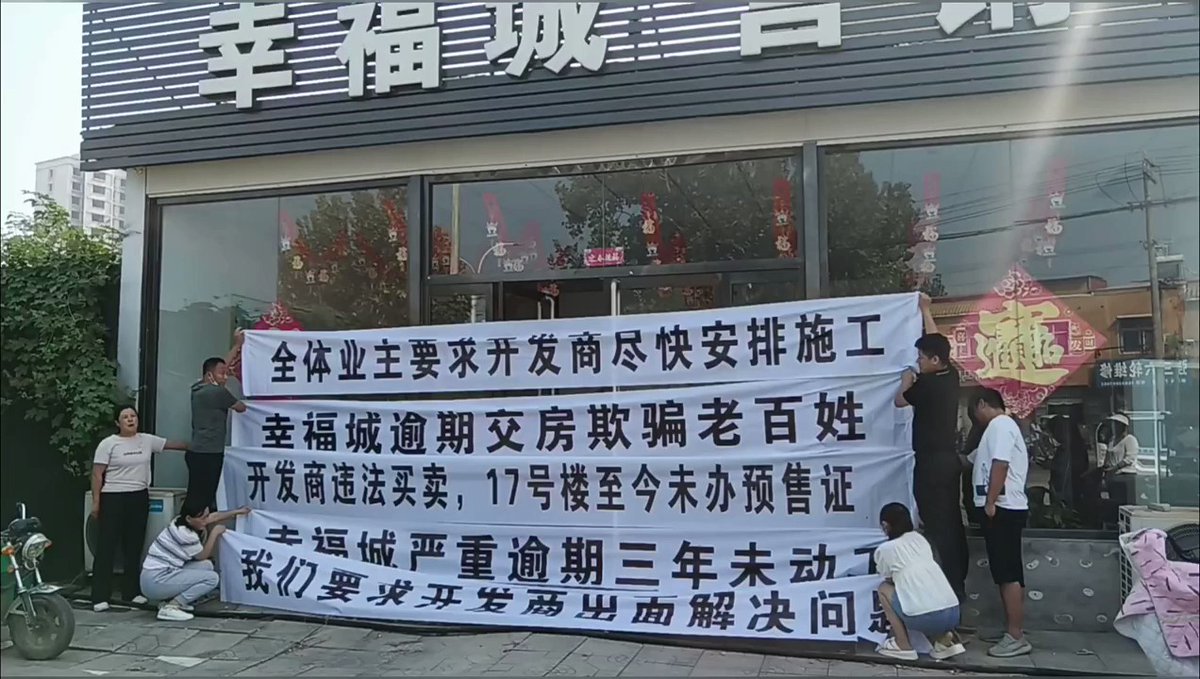 幸福城 售
全体业主要求开发商尽快安排施工
幸福城逾期交房欺骗老百姓
开发商违法买卖，17号楼至今未办预售证
幸福城严重逾期三年未动
我们要求开发商出面解决问题